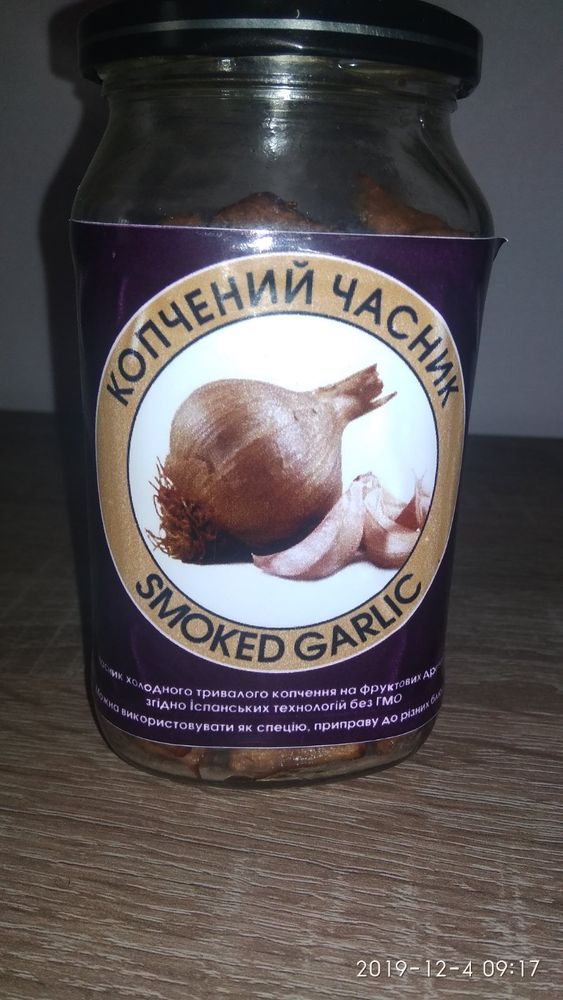 КОПЧЕНИЙ ЧАСНИК
SMOKED GARLIC
холодного тривалого копчення на фруктових
згідно Іспанських технологій без ГМО
використовувати як спецію, приправу до різних
2019-12-4 09:17